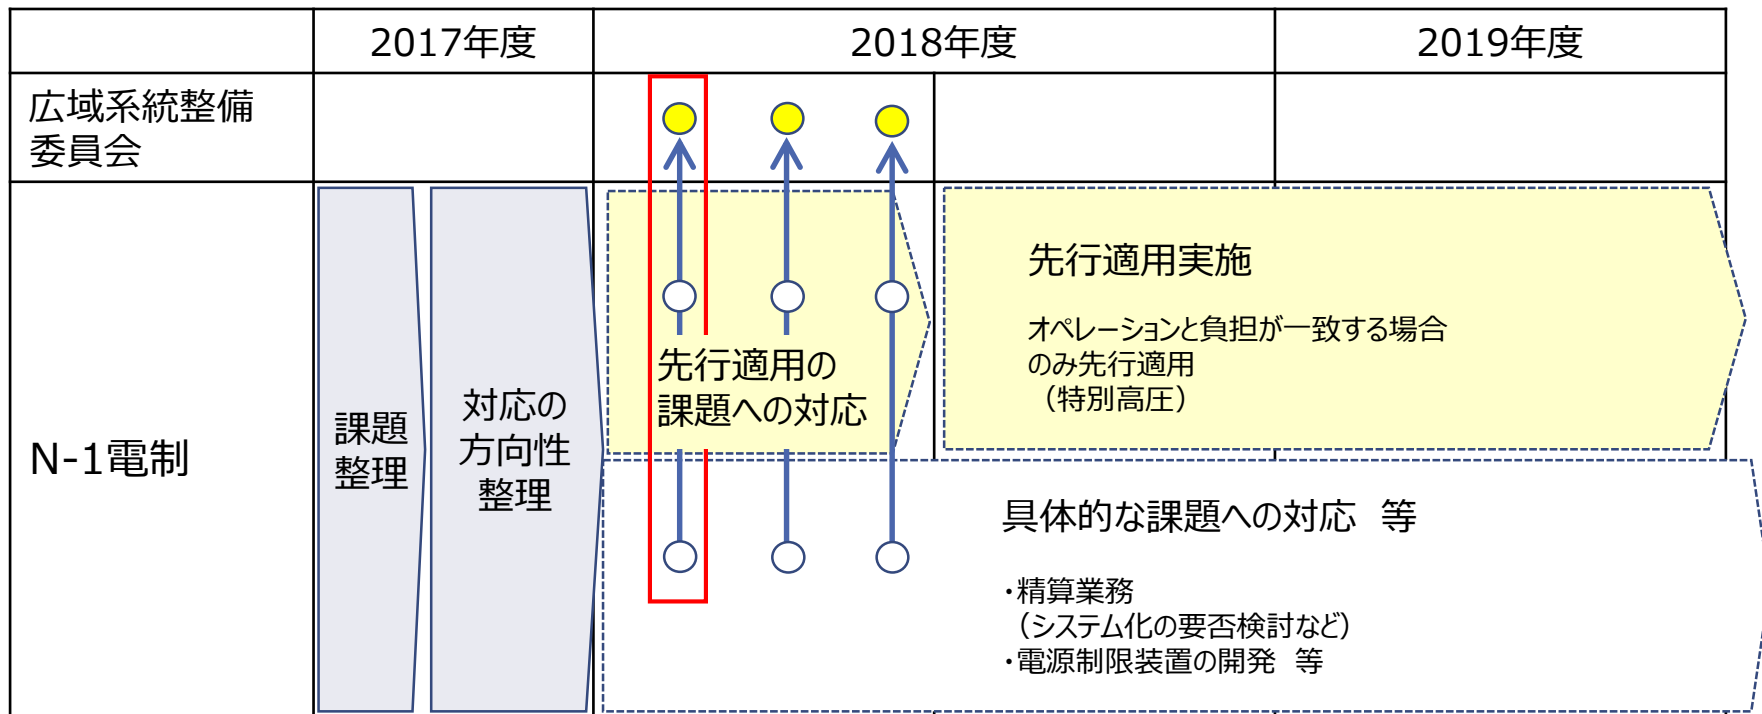 2017年度
2018年度
2019年度
広域系統整備
委員会
N-1電制
課題
整理
対応の
方向性
整理
先行適用の
課題への対応
先行適用実施
オペレーションと負担が一致する場合
のみ先行適用
（特別高圧）
具体的な課題への対応　等
・精算業務
（システム化の要否検討など）
・電源制限装置の開発　等